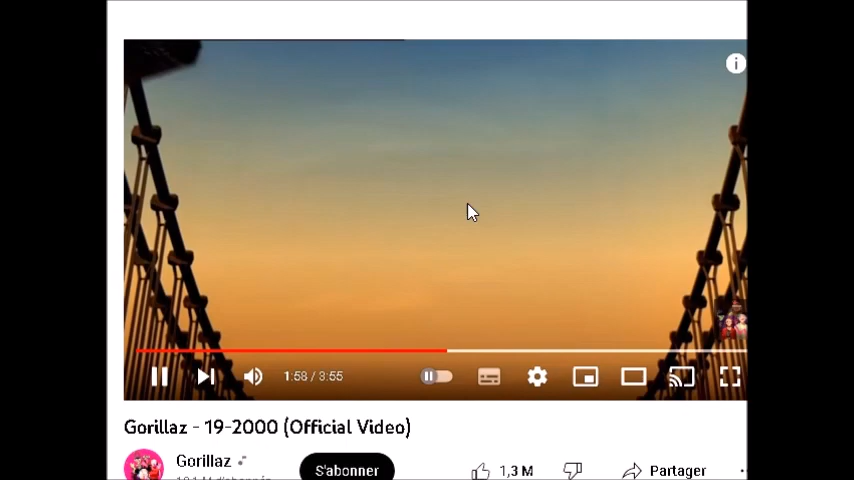 1:58 / 3:55
Gorillaz - 19-2000 (Official Video)
Gorillaz
S'abonner
1,3 M
Partager